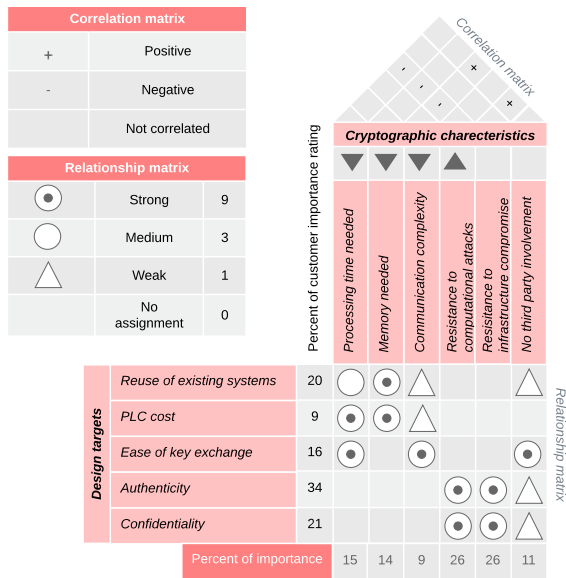 Correlation matrix
+ Positive
- Negative
Not correlated
Relationship matrix
Strong 9
Medium 3
Weak 1
No
assignment 0
Correlation matrix
- +
-
- +
Cryptographic charecteristics
Percent of customer importance rating
Processing time needed
Memory needed
Communication complexity
Resistance to
computational attacks
Resisitance to
infrastructure compromise
No third party involvement
Design targets
Reuse of existing systems 20
PLC cost 9
Ease of key exchange 16
Authenticity 34
Confidentiality 21
Relationship matrix
Percent of importance 15 14 9 26 26 11